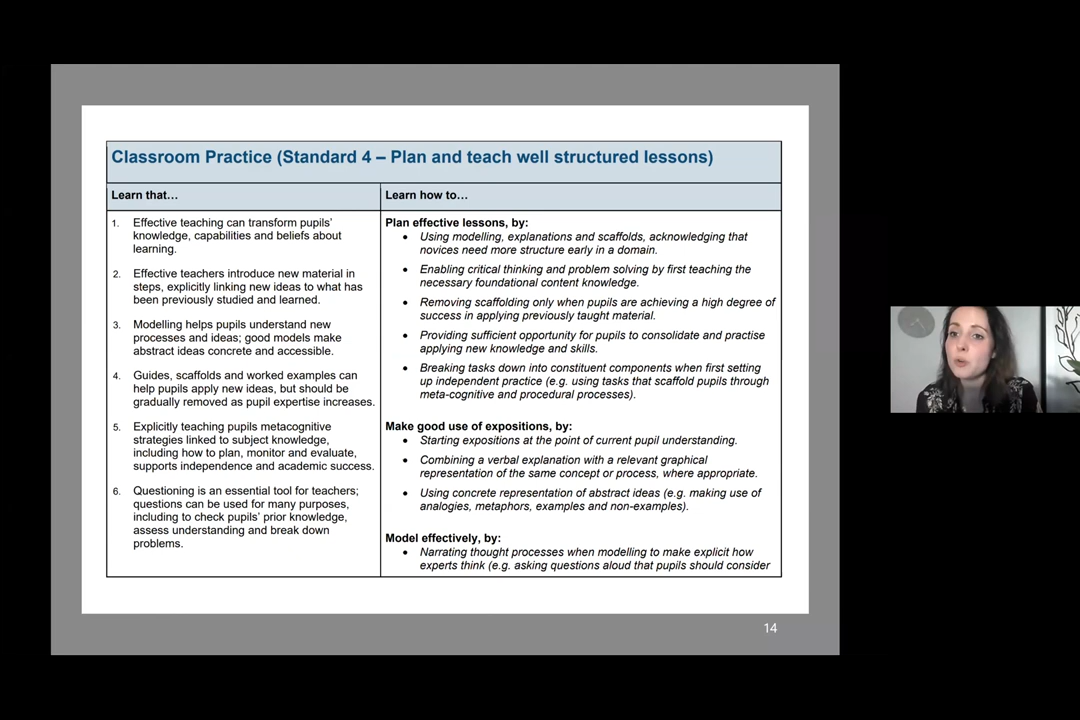 Classroom Practice (Standard 4 – Plan and teach well structured lessons)
Learn that…
Learn how to…
1. Effective teaching can transform pupils'
knowledge, capabilities and beliefs about
learning.
2. Effective teachers introduce new material in
steps, explicitly linking new ideas to what has
been previously studied and learned.
3. Modelling helps pupils understand new
processes and ideas; good models make
abstract ideas concrete and accessible.
4. Guides, scaffolds and worked examples can
help pupils apply new ideas, but should be
gradually removed as pupil expertise increases.
5. Explicitly teaching pupils metacognitive
strategies linked to subject knowledge,
including how to plan, monitor and evaluate,
supports independence and academic success.
6. Questioning is an essential tool for teachers;
questions can be used for many purposes,
including to check pupils' prior knowledge,
assess understanding and break down
problems.
Plan effective lessons, by:
• Using modelling, explanations and scaffolds, acknowledging that
novices need more structure early in a domain.
• Enabling critical thinking and problem solving by first teaching the
necessary foundational content knowledge.
• Removing scaffolding only when pupils are achieving a high degree of
success in applying previously taught material.
• Providing sufficient opportunity for pupils to consolidate and practise
applying new knowledge and skills.
• Breaking tasks down into constituent components when first setting
up independent practice (e.g. using tasks that scaffold pupils through
meta-cognitive and procedural processes).
Make good use of expositions, by:
• Starting expositions at the point of current pupil understanding.
• Combining a verbal explanation with a relevant graphical
representation of the same concept or process, where appropriate.
• Using concrete representation of abstract ideas (e.g. making use of
analogies, metaphors, examples and non-examples).
Model effectively, by:
• Narrating thought processes when modelling to make explicit how
experts think (e.g. asking questions aloud that pupils should consider
14